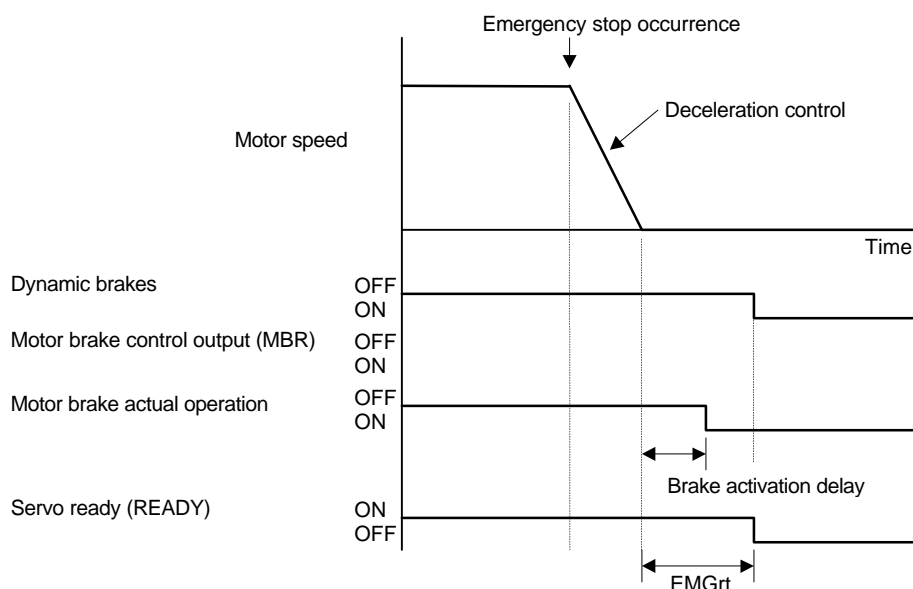 Emergency stop occurrence
Deceleration control
Motor speed
Time
Dynamic brakes
OFF
ON
Motor brake control output (MBR)
OFF
ON
Motor brake actual operation
OFF
ON
Brake activation delay
Servo ready (READY)
ON
OFF
EMGrt